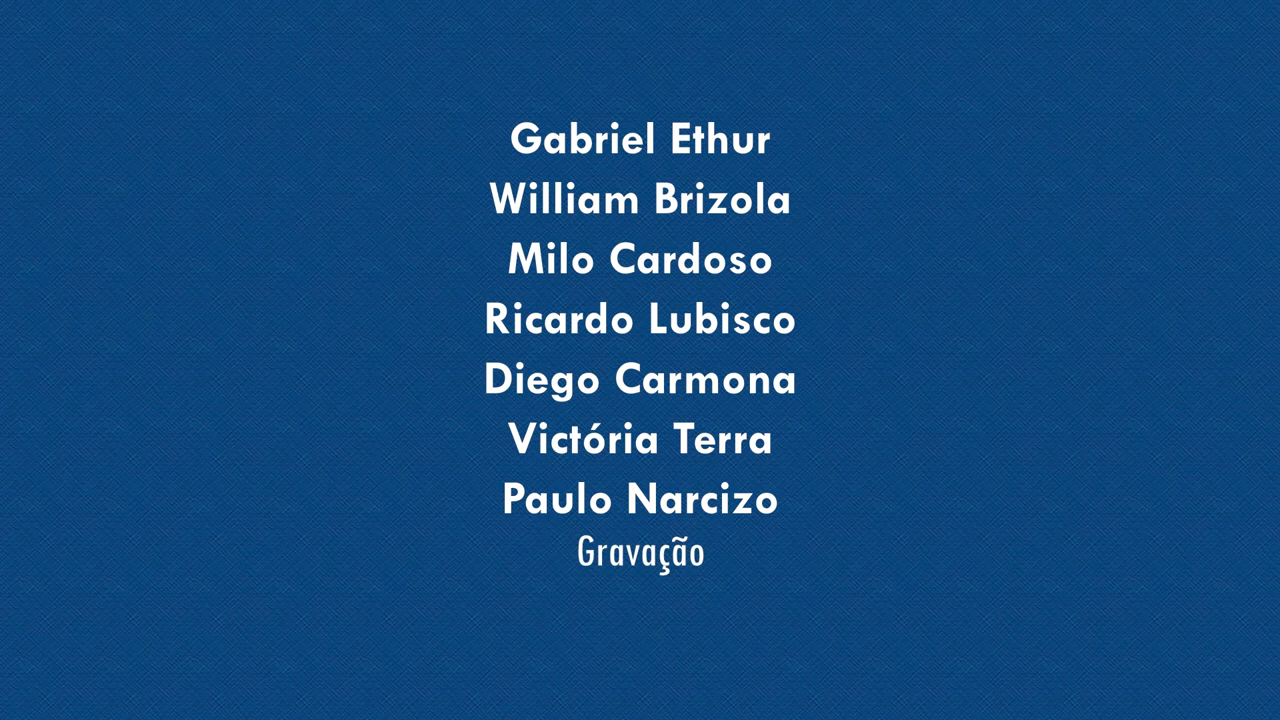 Gabriel Ethur
William Brizola
Milo Cardoso
Ricardo Lubisco
Diego Carmona
Victória Terra
Paulo Narcizo
Gravação